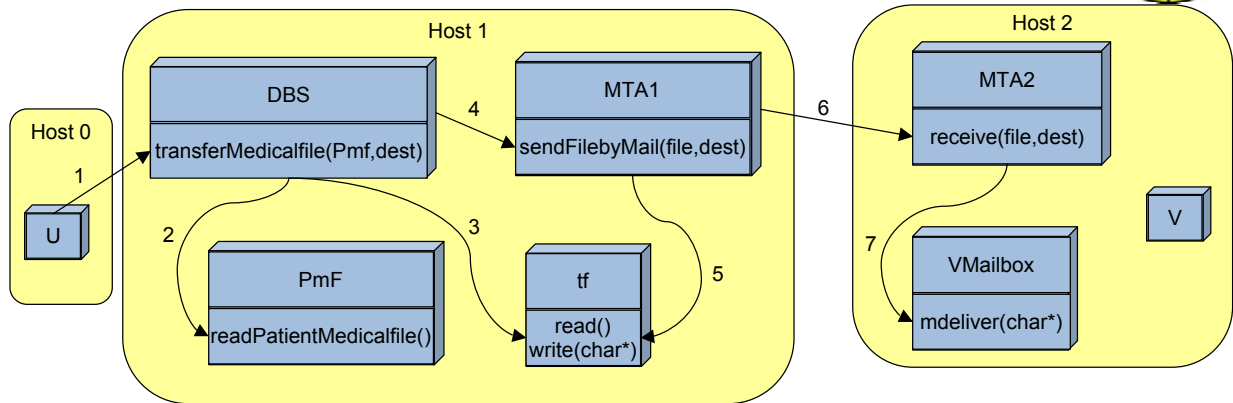 Host 0
U
1
Host 1
DBS
transferMedicalfile(Pmf,dest)
4
MTA1
sendFilebyMail(file,dest)
2
3
5
PmF
readPatientMedicalfile()
tf
read()
write(char*)
6
Host 2
MTA2
receive(file,dest)
7
V
VMailbox
mdeliver(char*)